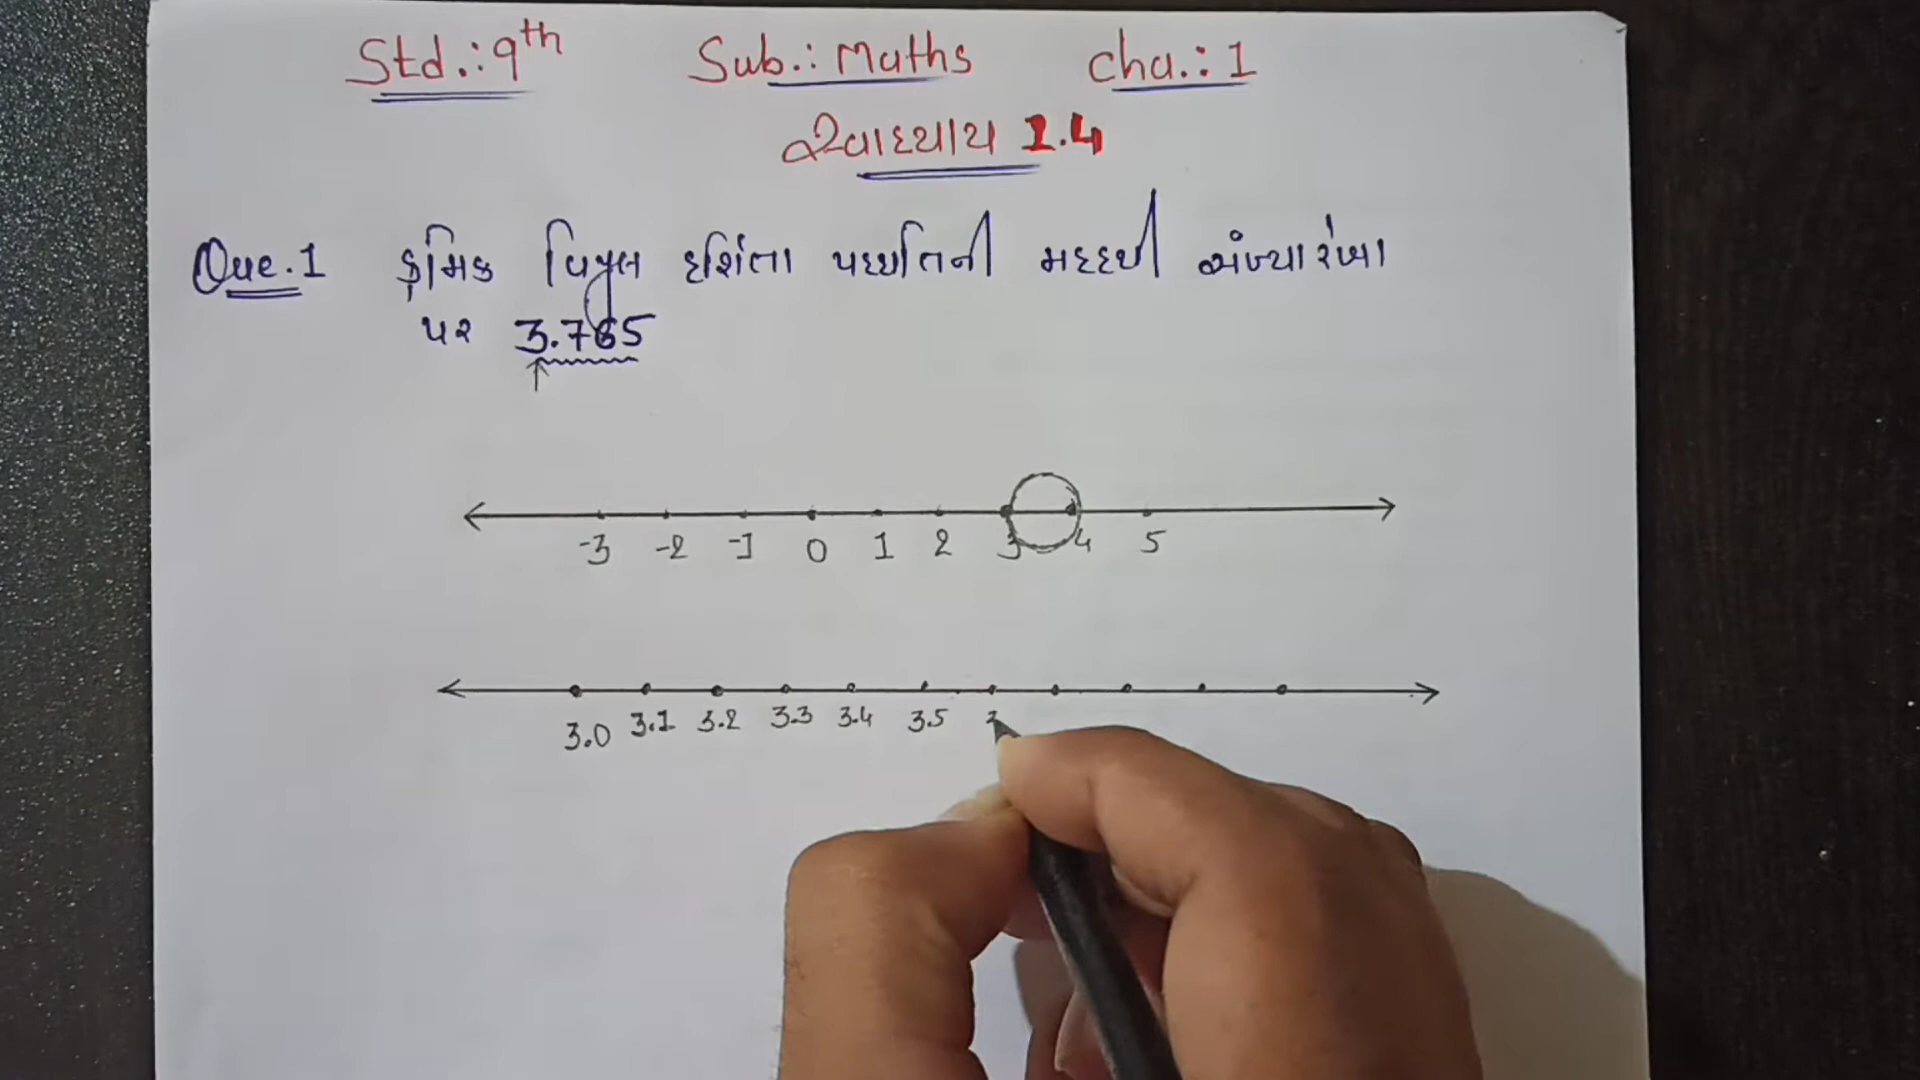 Std.: 9th Sub.: Maths Cha.: 1
સ્વાધ્યાય 1.4
Que.1 ક્રમિક વિપુલ દર્શિતા પધ્ધતિની મદદથી સંખ્યા રેખા
પર 3.765
-3 -2 -1 0 1 2 3 4 5
3.0 3.1 3.2 3.3 3.4 3.5